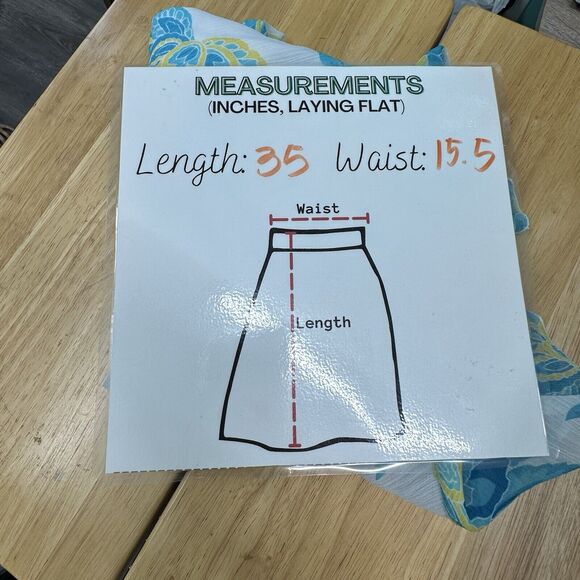 MEASUREMENTS
(INCHES, LAYING FLAT)
Length: 35 Waist: 15.5
Waist
Length